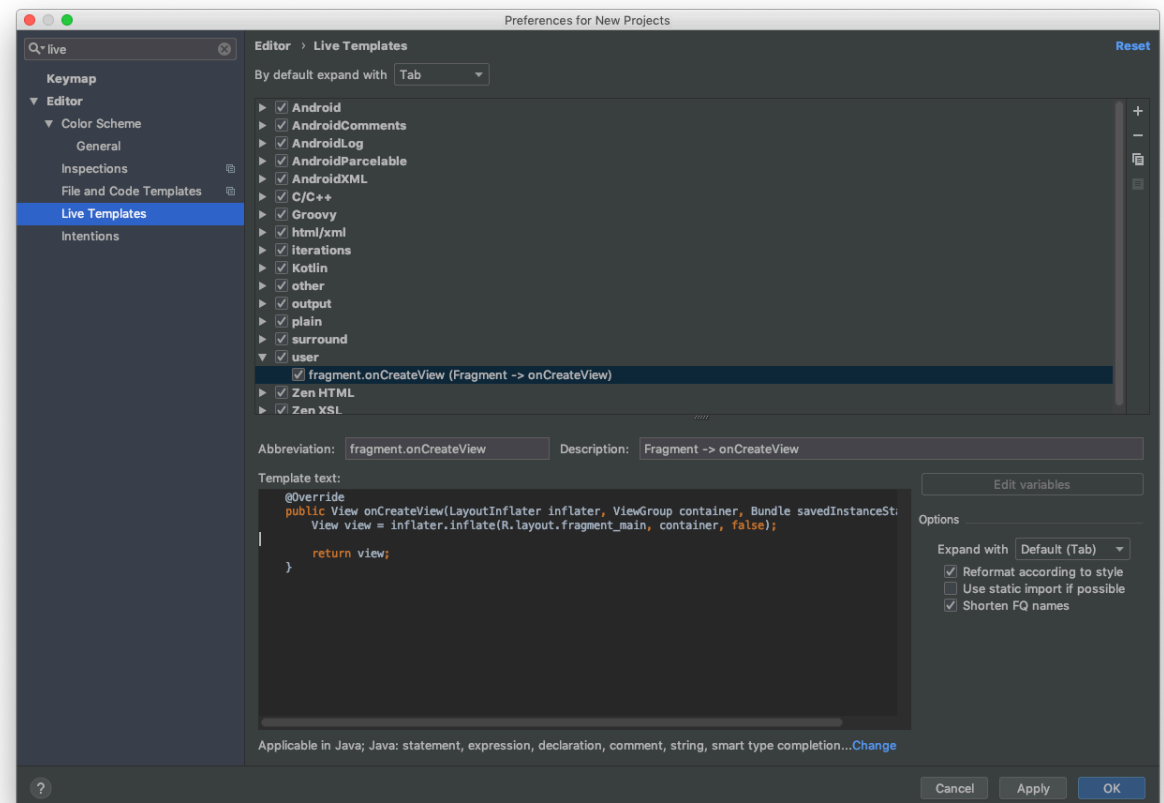 Preferences for New Projects
live
Keymap
Editor
Color Scheme
General
Inspections
File and Code Templates
Live Templates
Intentions
Editor › Live Templates
Reset
By default expand with Tab
Android
AndroidComments
AndroidLog
AndroidParcelable
AndroidXML
C/C++
Groovy
html/xml
iterations
Kotlin
other
output
plain
surround
user
fragment.onCreateView (Fragment -> onCreateView)
Zen HTML
Zen XSL
Abbreviation: fragment.onCreateView Description: Fragment -> onCreateView
Template text:
@Override
public View onCreateView(LayoutInflater inflater, ViewGroup container, Bundle savedInstanceSta
View view = inflater.inflate(R.layout.fragment_main, container, false);
return view;
}
Edit variables
Options
Expand with Default (Tab)
Reformat according to style
Use static import if possible
Shorten FQ names
Applicable in Java; Java: statement, expression, declaration, comment, string, smart type completion...Change
?
Cancel Apply OK